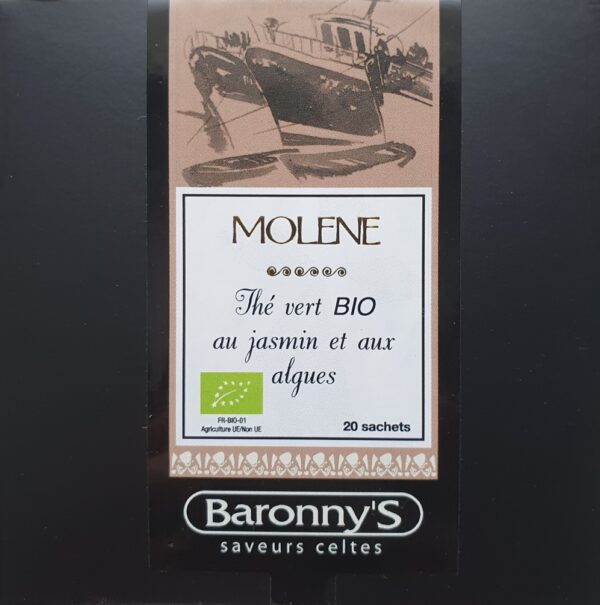 MOLENE
Thé vert BIO
au jasmin et aux
algues
FR-BIO-01
Agriculture UE/Non UE
20 sachets
Baronny'S
saveurs celtes